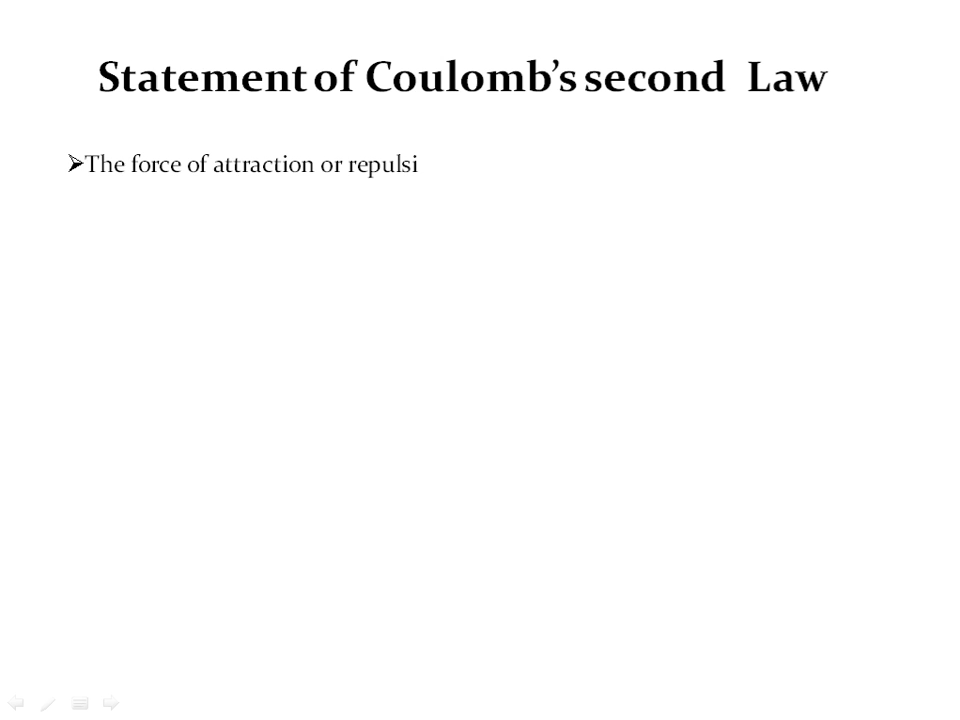 Statement of Coulomb’s second Law
➢The force of attraction or repulsi